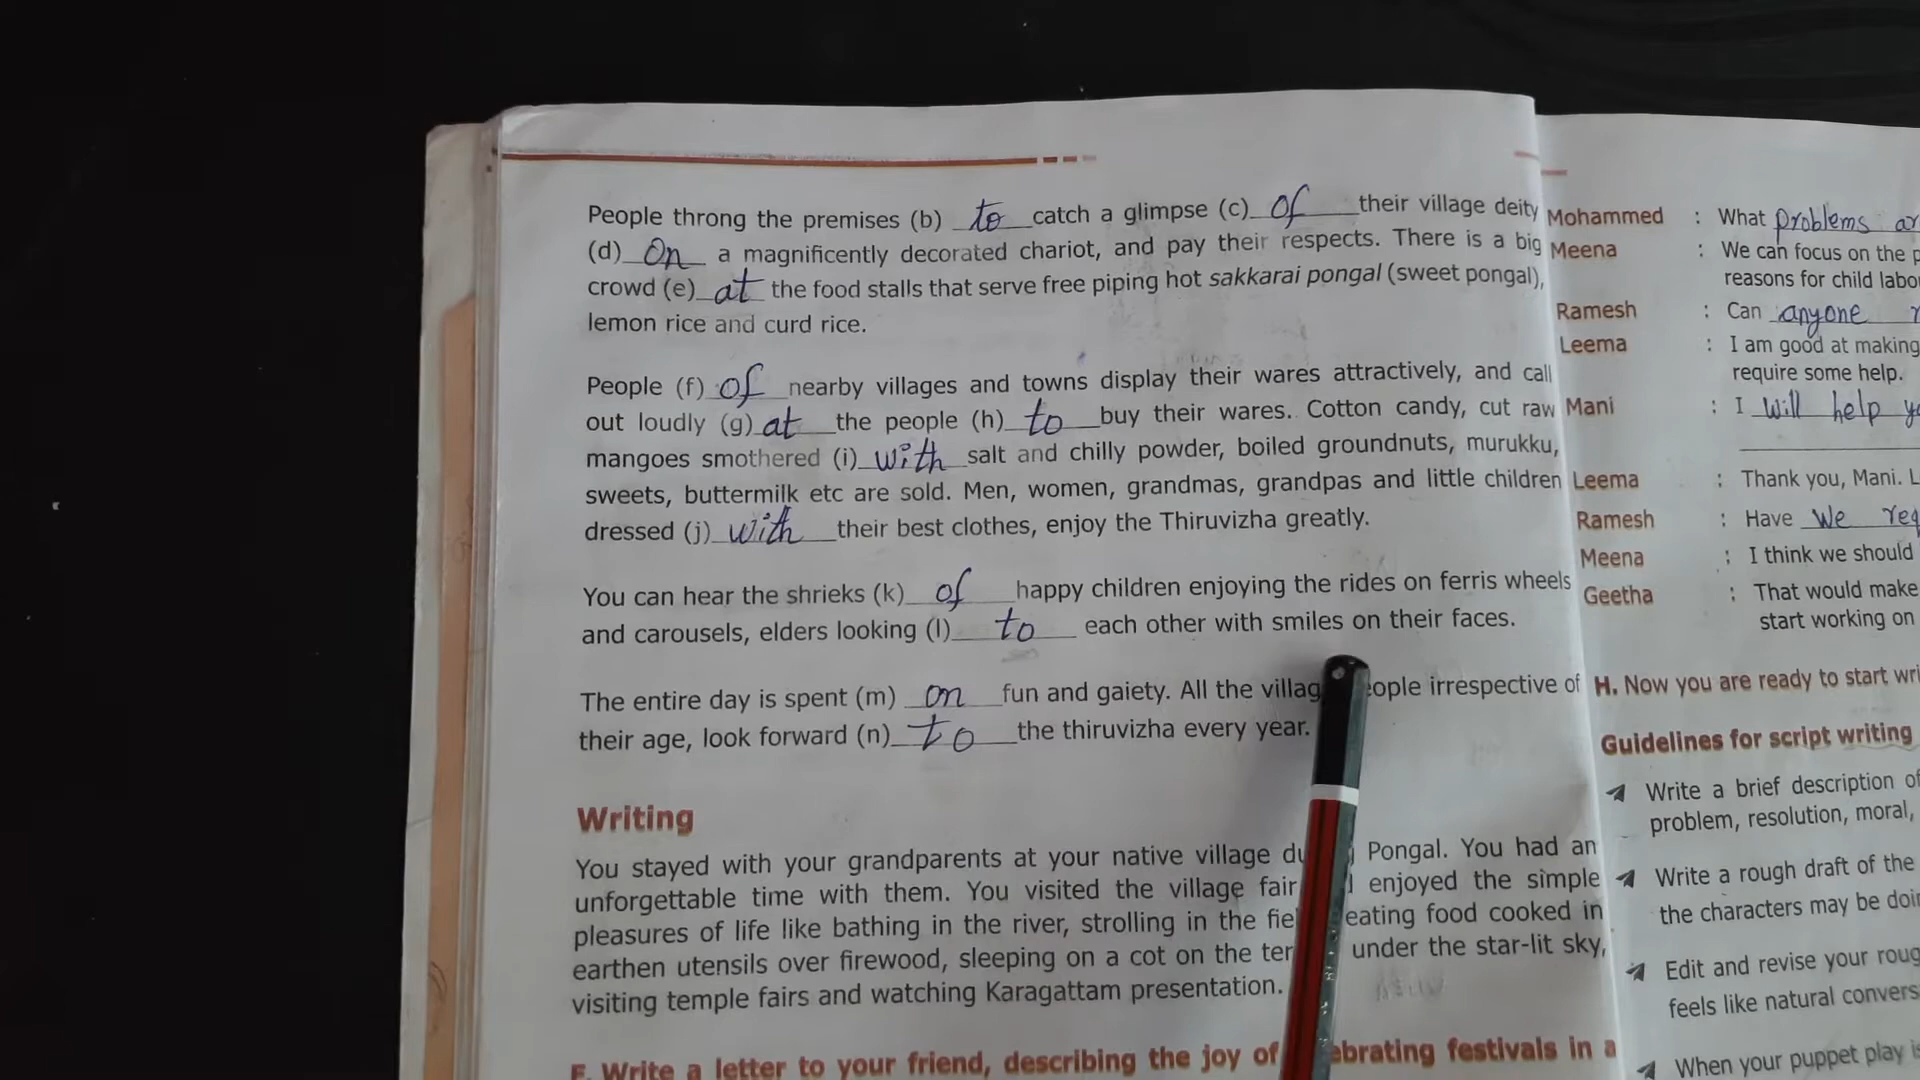 People throng the premises (b) to catch a glimpse (c) of their village deity
(d) on a magnificently decorated chariot, and pay their respects. There is a big
crowd (e) at the food stalls that serve free piping hot sakkarai pongal (sweet pongal),
lemon rice and curd rice.
People (f) of nearby villages and towns display their wares attractively, and call
out loudly (g) at the people (h) to buy their wares. Cotton candy, cut raw
mangoes smothered (i) with salt and chilly powder, boiled groundnuts, murukku,
sweets, buttermilk etc are sold. Men, women, grandmas, grandpas and little children
dressed (j) with their best clothes, enjoy the Thiruvizha greatly.
You can hear the shrieks (k) of happy children enjoying the rides on ferris wheels
and carousels, elders looking (l) to each other with smiles on their faces.
The entire day is spent (m) on fun and gaiety. All the irrespective of
their age, look forward (n) to the thiruvizha every year.
Writing
You stayed with your grandparents at your native village Pongal. You had an
unforgettable time with them. You visited the village fair enjoyed the simple
pleasures of life like bathing in the river, strolling in the eating food cooked in
earthen utensils over firewood, sleeping on a cot on the under the star-lit sky,
visiting temple fairs and watching Karagattam presentation.
E. Write a letter to your friend, describing the joy of festivals in a
Mohammed : What problems
Meena : We can focus on the
reasons for child
Ramesh : Can anyone
Leema : I am good at making
require some help.
Mani : I will help
Leema : Thank you, Mani.
Ramesh : Have we
Meena : I think we should
Geetha : That would make
start working on
H. Now you are ready to start
Guidelines for script writing
Write a brief description of
problem, resolution, moral,
Write a rough draft of the
the characters may be
Edit and revise your
feels like natural
When your puppet play